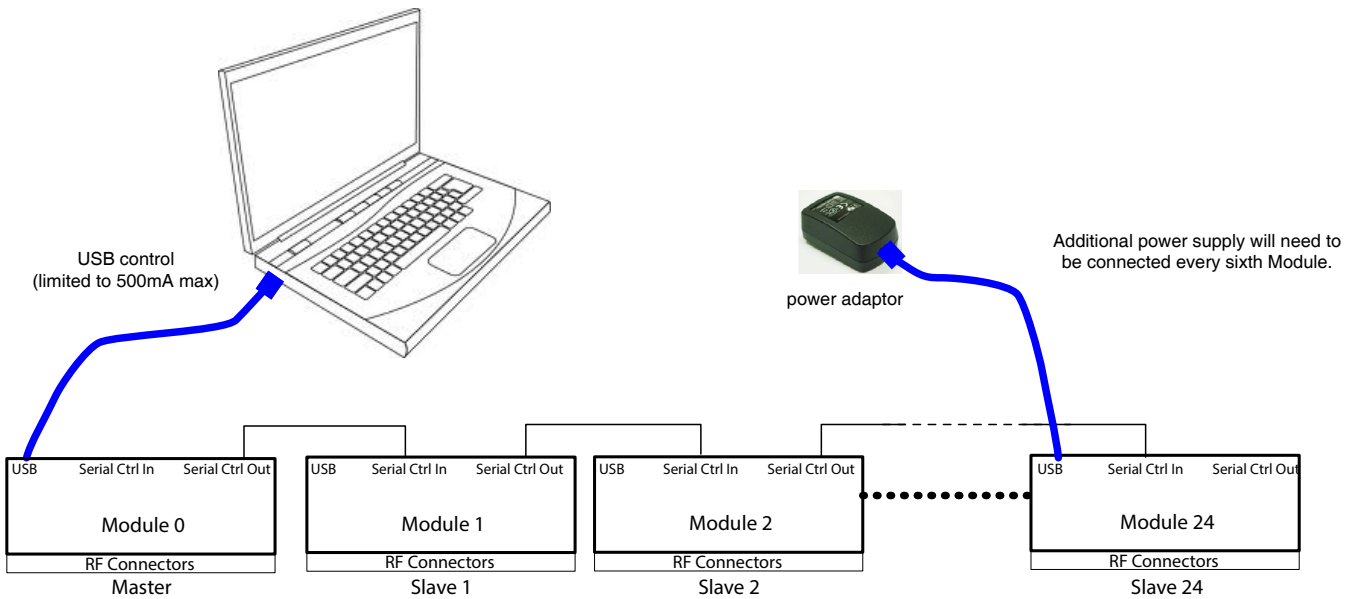 USB control
(limited to 500mA max)
power adaptor
Additional power supply will need to
be connected every sixth Module.
USB Serial Ctrl In Serial Ctrl Out
Module 0
RF Connectors
Master
USB Serial Ctrl In Serial Ctrl Out
Module 1
RF Connectors
Slave 1
USB Serial Ctrl In Serial Ctrl Out
Module 2
RF Connectors
Slave 2
USB Serial Ctrl In Serial Ctrl Out
Module 24
RF Connectors
Slave 24